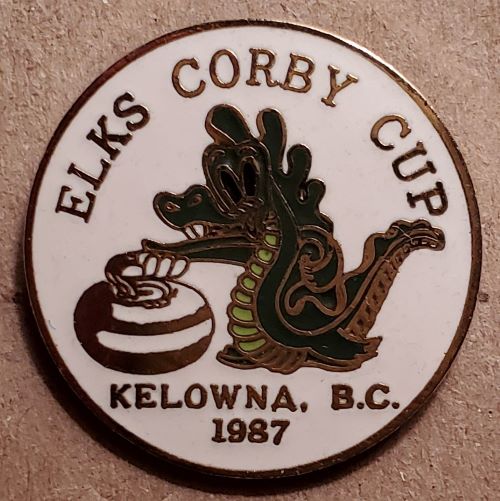 ELKS CORBY CUP
KELOWNA, B.C.
1987